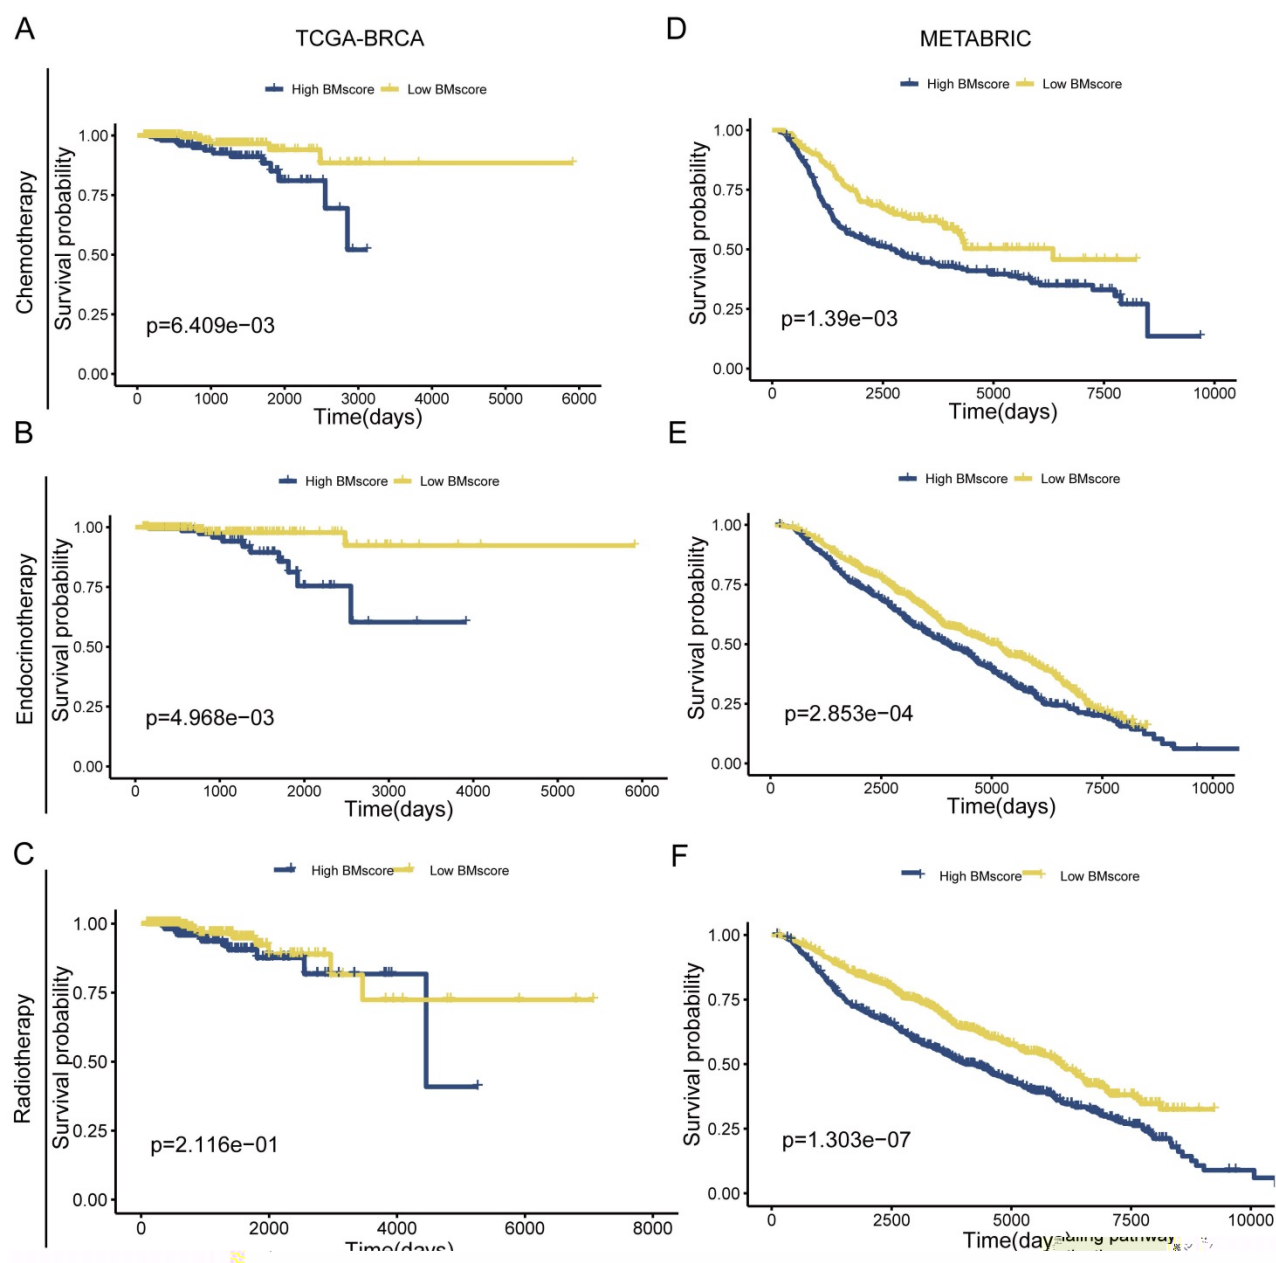 A
TCGA-BRCA
High BMscore Low BMscore
Chemotherapy
Survival probability
1.00
0.75
0.50
0.25
0.00
p=6.409e−03
0 1000 2000 3000 4000 5000 6000
Time(days)
B
High BMscore Low BMscore
Endocrinotherapy
Survival probability
1.00
0.75
0.50
0.25
0.00
p=4.968e−03
0 1000 2000 3000 4000 5000 6000
Time(days)
C
High BMscore Low BMscore
Radiotherapy
Survival probability
1.00
0.75
0.50
0.25
0.00
p=2.116e−01
0 2000 4000 6000 8000
Time(days)
D
METABRIC
High BMscore Low BMscore
Survival probability
1.00
0.75
0.50
0.25
0.00
p=1.39e−03
0 2500 5000 7500 10000
Time(days)
E
High BMscore Low BMscore
Survival probability
1.00
0.75
0.50
0.25
0.00
p=2.853e−04
0 2500 5000 7500 10000
Time(days)
F
High BMscore Low BMscore
Survival probability
1.00
0.75
0.50
0.25
0.00
p=1.303e−07
0 2500 5000 7500 10000
Time(day
pathway